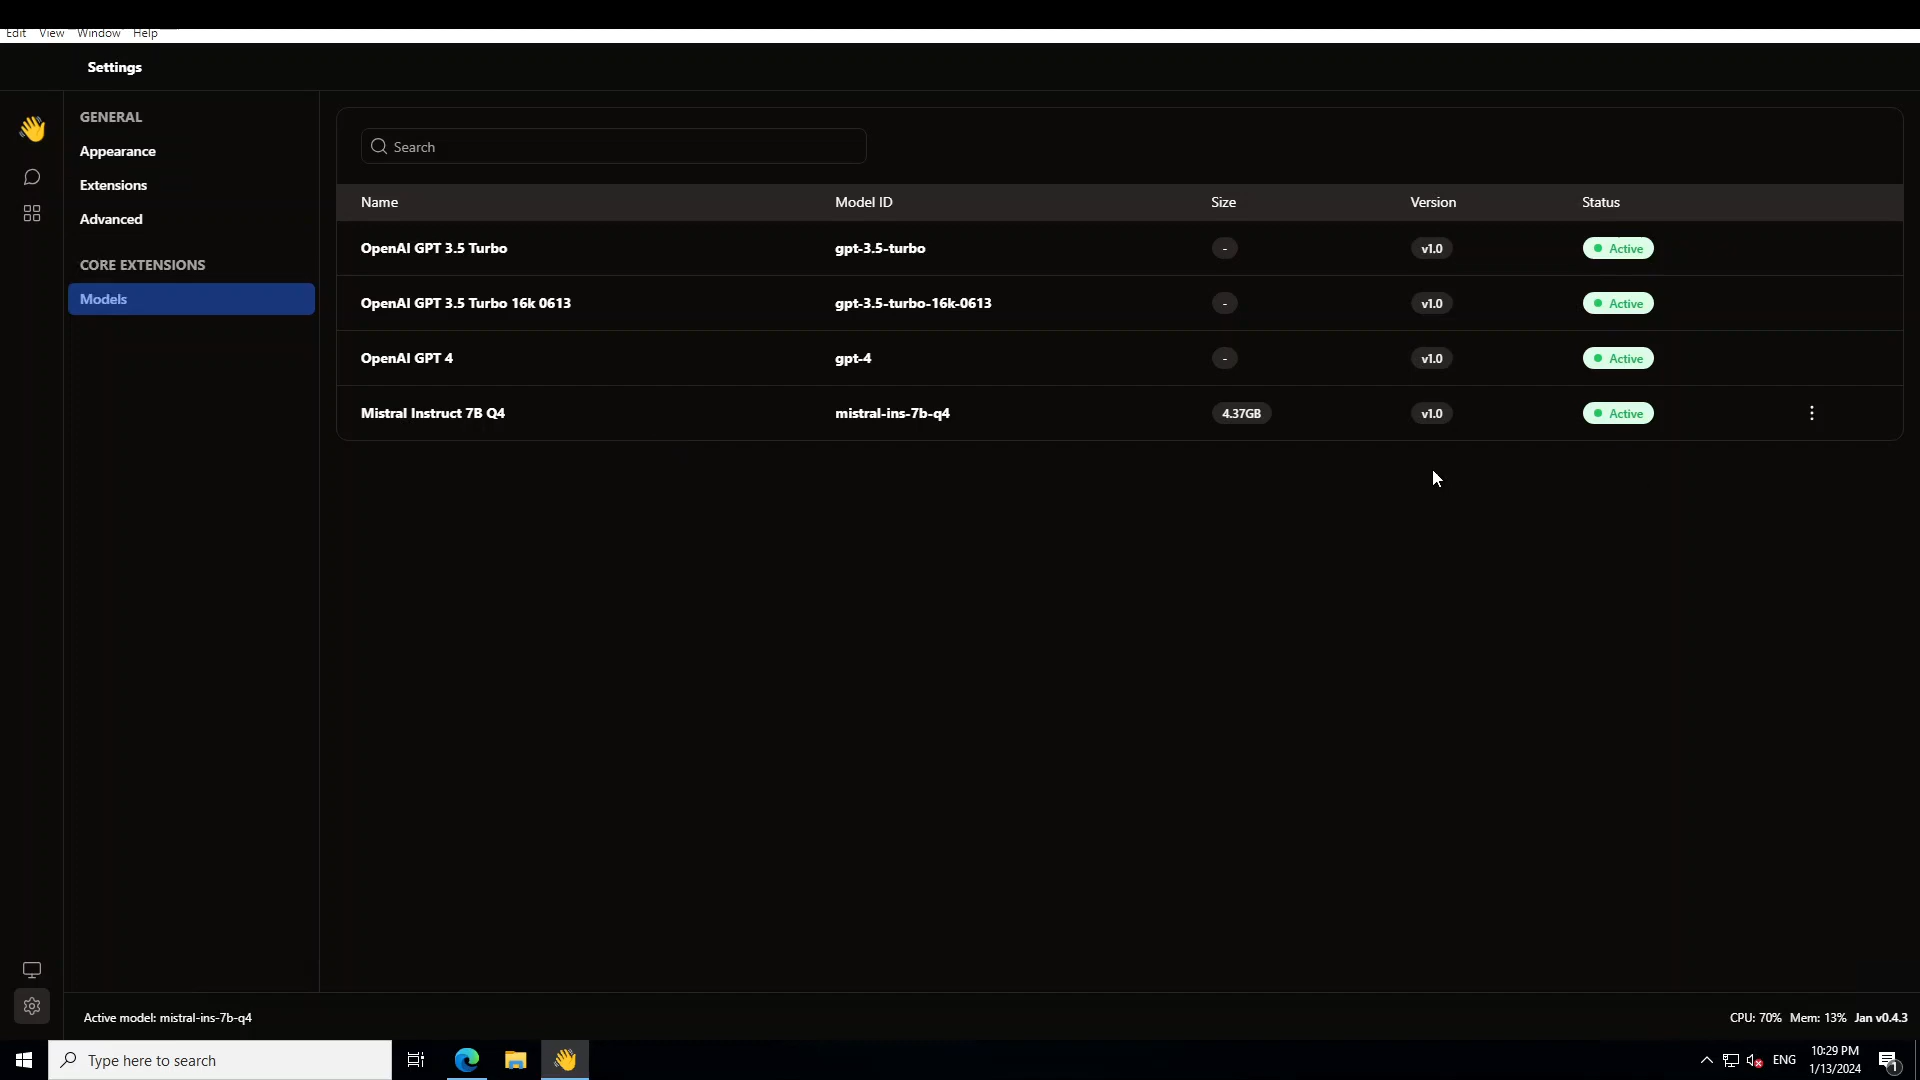 Edit View Window Help
Settings
GENERAL
Appearance
Extensions
Advanced
CORE EXTENSIONS
Models
Search
Name Model ID Size Version Status
OpenAI GPT 3.5 Turbo gpt-3.5-turbo - v1.0 Active
OpenAI GPT 3.5 Turbo 16k 0613 gpt-3.5-turbo-16k-0613 - v1.0 Active
OpenAI GPT 4 gpt-4 - v1.0 Active
Mistral Instruct 7B Q4 mistral-ins-7b-q4 4.37GB v1.0 Active
Active model: mistral-ins-7b-q4 CPU: 70% Mem: 13% Jan v0.4.3
Type here to search ENG 10:29 PM
1/13/2024 1